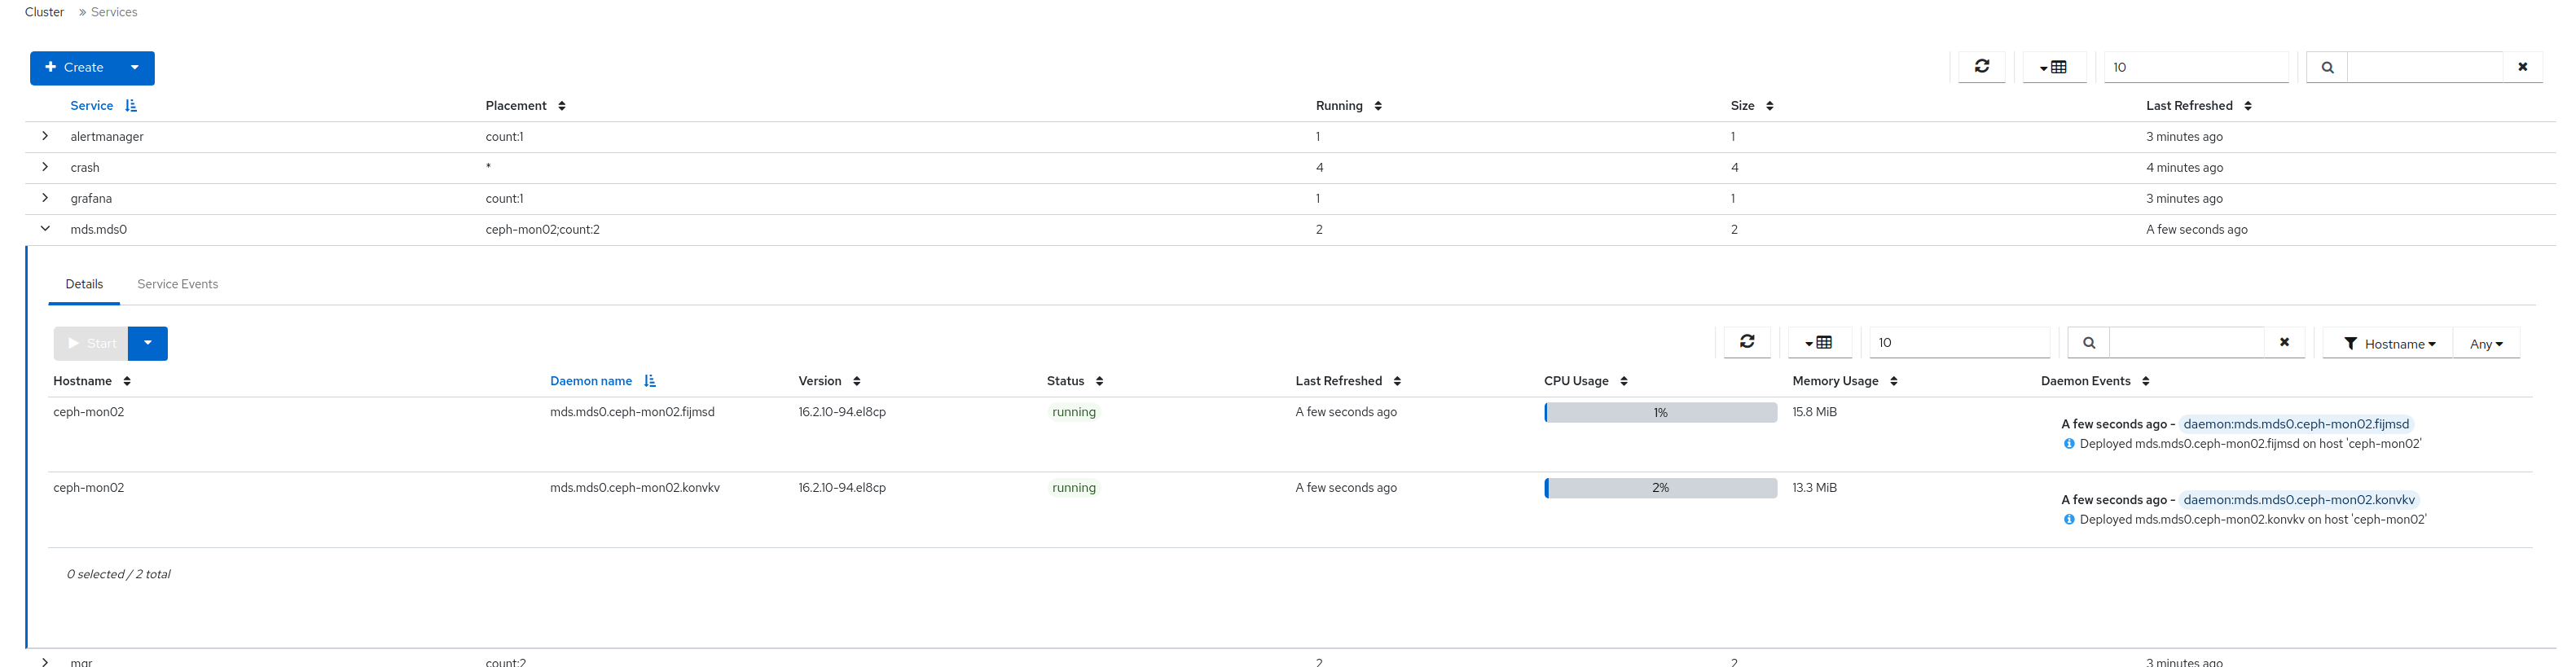 Cluster » Services
Create 10
Service Placement Running Size Last Refreshed
alertmanager count:1 1 1 3 minutes ago
crash * 4 4 4 minutes ago
grafana count:1 1 1 3 minutes ago
mds.mds0 ceph-mon02;count:2 2 2 A few seconds ago
Details Service Events
Start 10 Hostname Any
Hostname Daemon name Version Status Last Refreshed CPU Usage Memory Usage Daemon Events
ceph-mon02 mds.mds0.ceph-mon02.fijmsd 16.2.10-94.el8cp running A few seconds ago 1% 15.8 MiB
A few seconds ago - daemon:mds.mds0.ceph-mon02.fijmsd
Deployed mds.mds0.ceph-mon02.fijmsd on host 'ceph-mon02'
ceph-mon02 mds.mds0.ceph-mon02.konvkv 16.2.10-94.el8cp running A few seconds ago 2% 13.3 MiB
A few seconds ago - daemon:mds.mds0.ceph-mon02.konvkv
Deployed mds.mds0.ceph-mon02.konvkv on host 'ceph-mon02'
0 selected / 2 total
mgr count:2 2 2 3 minutes ago